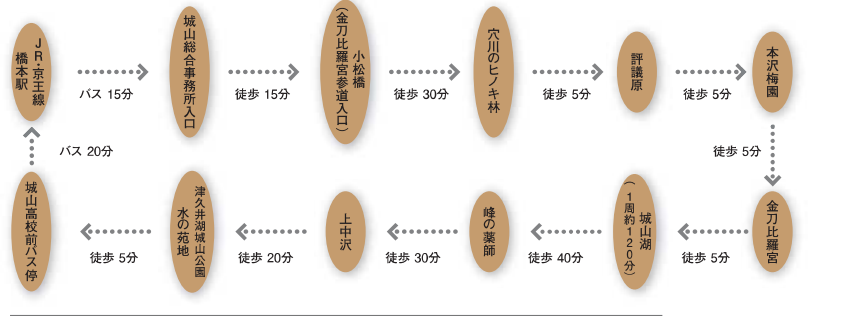 JR・京王線
橋本駅
バス 15分
城山総合事務所入口
徒歩 15分
小松橋
（金刀比羅宮参道入口）
徒歩 30分
穴川のヒノキ林
徒歩 5分
評議原
徒歩 5分
本沢梅園
徒歩 5分
金刀比羅宮
徒歩 5分
城山湖
（1周約120分）
徒歩 40分
峰の薬師
徒歩 30分
上中沢
徒歩 20分
津久井湖城山公園
水の苑地
徒歩 5分
城山高校前バス停
バス 20分